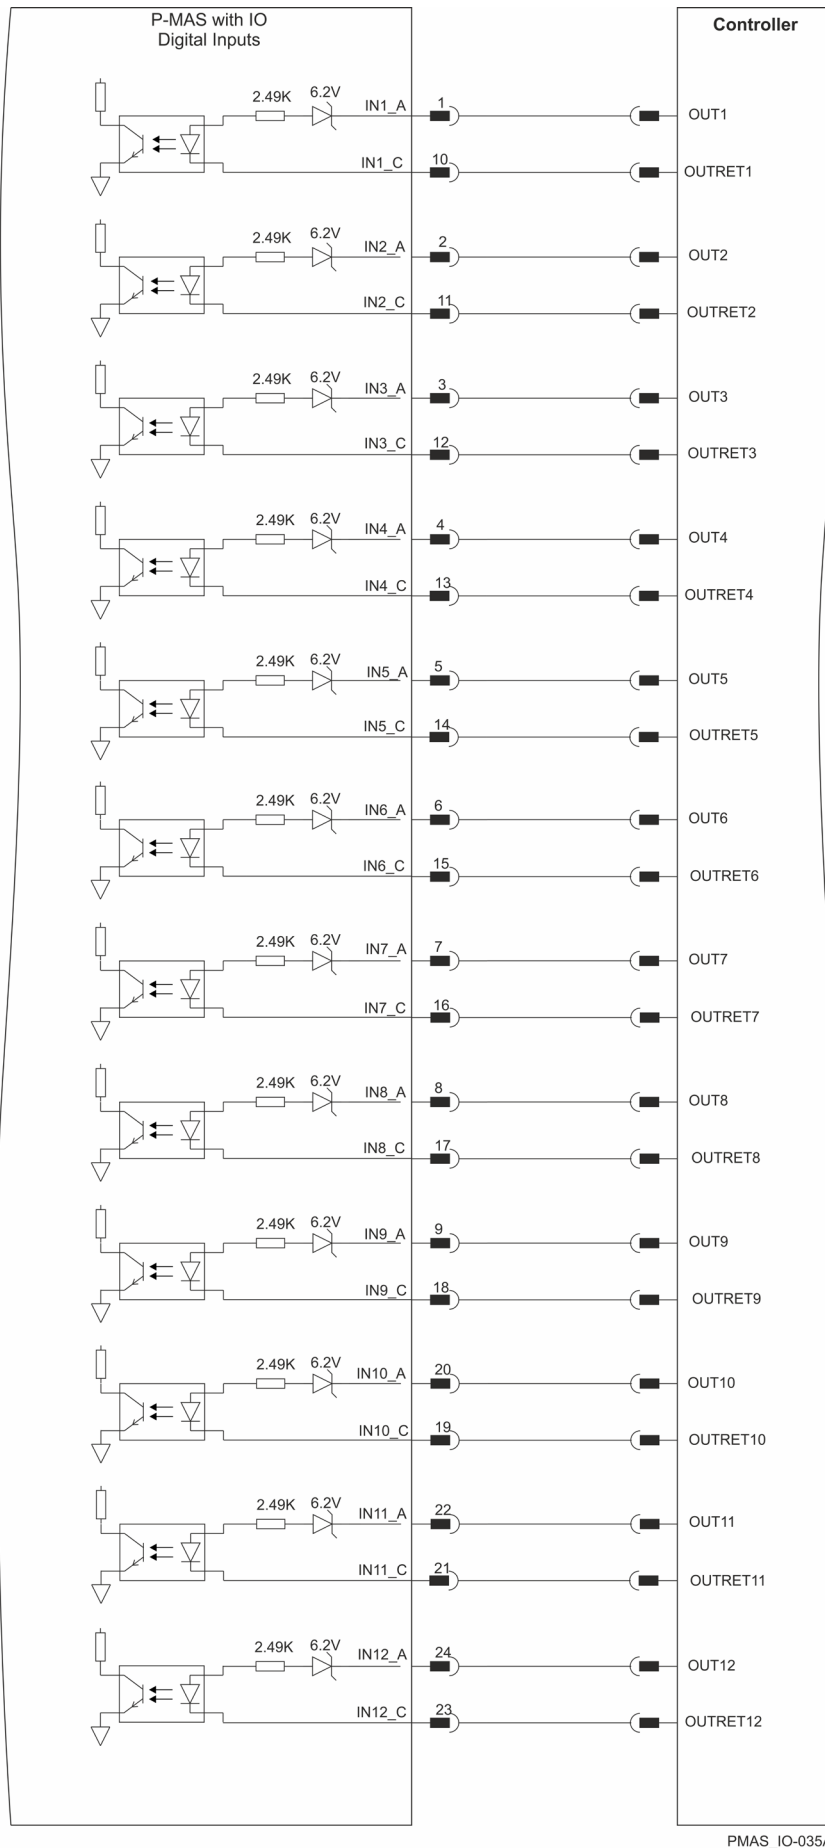 P-MAS with IO
Digital Inputs
Controller
2.49K 6.2V IN1_A 1 OUT1
IN1_C 10 OUTRET1
2.49K 6.2V IN2_A 2 OUT2
IN2_C 11 OUTRET2
2.49K 6.2V IN3_A 3 OUT3
IN3_C 12 OUTRET3
2.49K 6.2V IN4_A 4 OUT4
IN4_C 13 OUTRET4
2.49K 6.2V IN5_A 5 OUT5
IN5_C 14 OUTRET5
2.49K 6.2V IN6_A 6 OUT6
IN6_C 15 OUTRET6
2.49K 6.2V IN7_A 7 OUT7
IN7_C 16 OUTRET7
2.49K 6.2V IN8_A 8 OUT8
IN8_C 17 OUTRET8
2.49K 6.2V IN9_A 9 OUT9
IN9_C 18 OUTRET9
2.49K 6.2V IN10_A 20 OUT10
IN10_C 19 OUTRET10
2.49K 6.2V IN11_A 22 OUT11
IN11_C 21 OUTRET11
2.49K 6.2V IN12_A 24 OUT12
IN12_C 23 OUTRET12
PMAS_IO-035